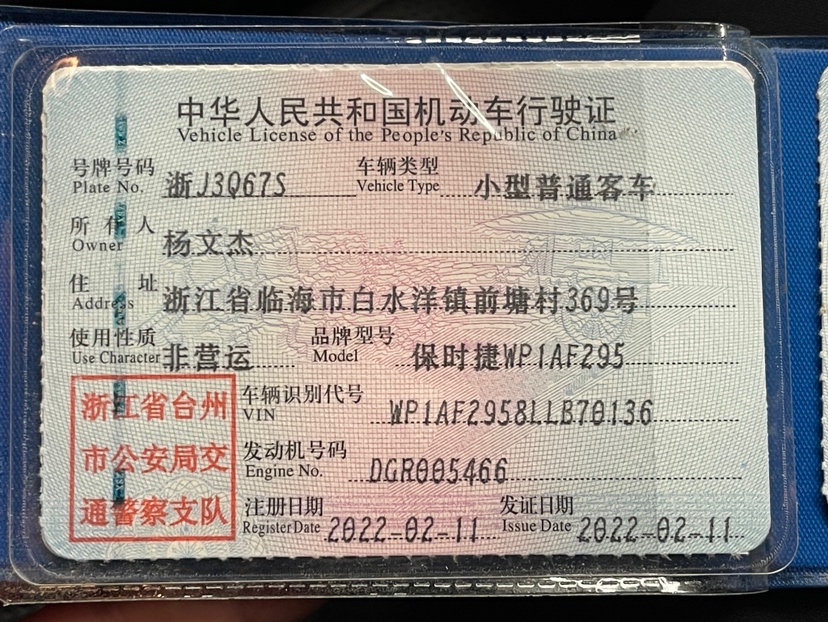 中华人民共和国机动车行驶证
Vehicle License of the People's Republic of China
号牌号码 浙J3Q67S 车辆类型 小型普通客车
Plate No. Vehicle Type
所有人 杨文杰
Owner
住址 浙江省临海市白水洋镇前塘村369号
Address
使用性质 非营运 品牌型号 保时捷WP1AF295
Use Character Model
浙江省台州 车辆识别代号 WP1AF2958LLB70136
VIN
市公安局交 发动机号码 DGR005466
Engine No.
通警察支队 注册日期 2022-02-11 发证日期 2022-02-11
Register Date Issue Date